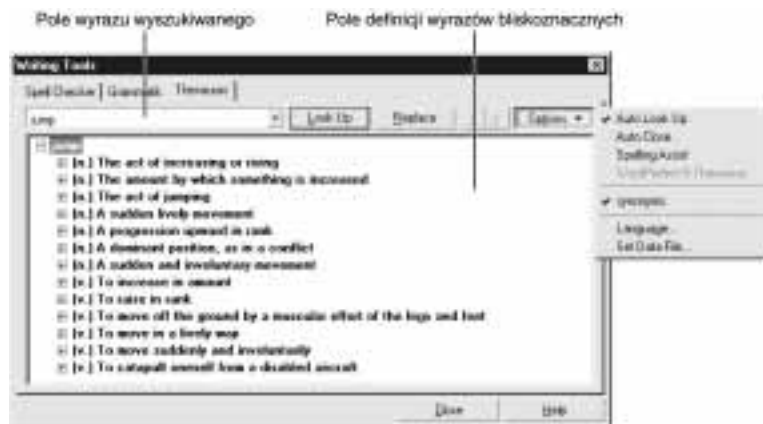 Pole wyrazu wyszukiwanego
Pole definicji wyrazów bliskoznacznych
Writing Tools
Spell Checker
Grammatik
Thesaurus
jump
Look Up
Replace
Options
jump
[n.] The act of increasing or rising
[n.] The amount by which something is increased
[n.] The act of jumping
[n.] A sudden lively movement
[n.] A progression upward in rank
[n.] A dominant position, as in a conflict
[n.] A sudden and involuntary movement
[v.] To increase in amount
[v.] To raise in rank
[v.] To move off the ground by a muscular effort of the legs and feet
[v.] To move in a lively way
[v.] To move suddenly and involuntarily
[v.] To catapult oneself from a disabled aircraft
Close
Help
Auto Look Up
Auto Close
Spelling Assist
Synonyms
Language...
Set Data File...